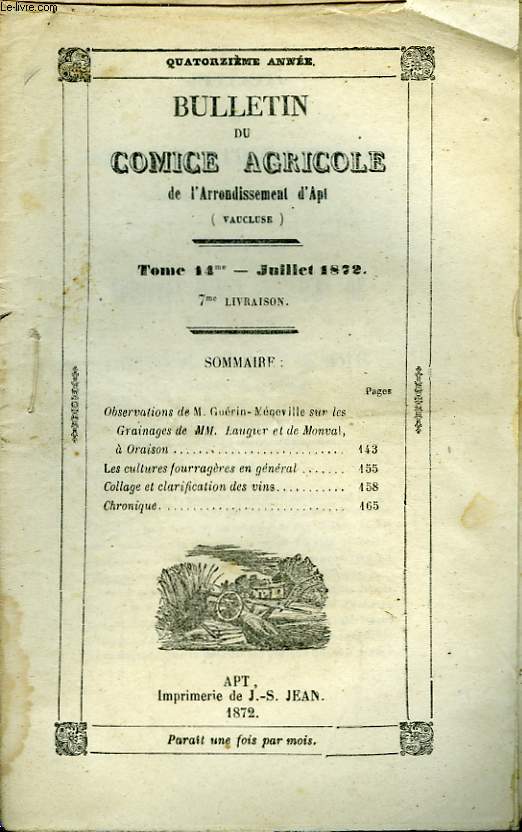 Le-livre.com
QUATORZIÈME ANNÉE.
BULLETIN
DU
COMICE AGRICOLE
de l'Arrondissement d'Apt
( VAUCLUSE )
Tome 14me — Juillet 1872.
7me LIVRAISON.
SOMMAIRE :
Pages
Observations de M. Guérin-Méneville sur les
Grainages de MM. Laugier et de Monval,
à Oraison .......................... 143
Les cultures fourragères en général ....... 155
Collage et clarification des vins........... 158
Chronique............................ 165
APT,
Imprimerie de J.-S. JEAN.
1872.
Paraît une fois par mois.